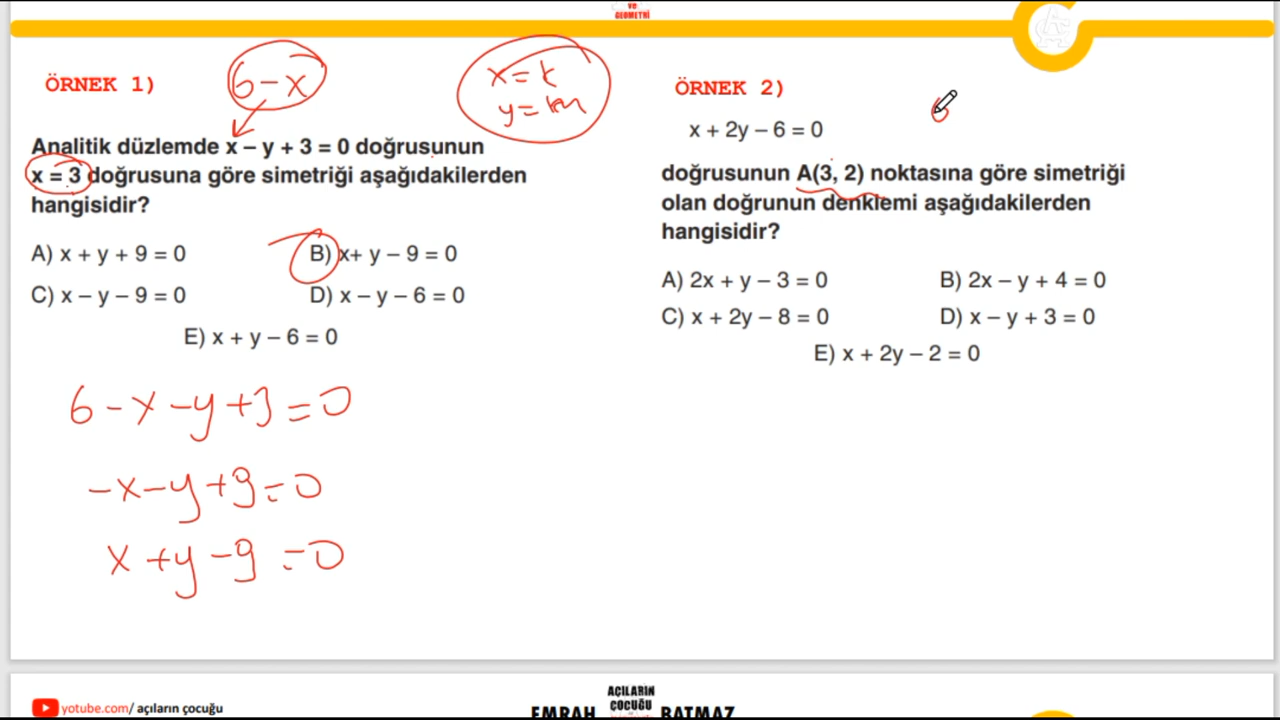 VE
GEOMETRİ
ÖRNEK 1)
6 - x
x = k
y = km
Analitik düzlemde x – y + 3 = 0 doğrusunun
x = 3 doğrusuna göre simetriği aşağıdakilerden
hangisidir?
A) x + y + 9 = 0
B) x+ y – 9 = 0
C) x – y – 9 = 0
D) x – y – 6 = 0
E) x + y – 6 = 0
6 - x - y + 3 = 0
- x - y + 9 = 0
x + y - 9 = 0
ÖRNEK 2)
6
x + 2y – 6 = 0
doğrusunun A(3, 2) noktasına göre simetriği
olan doğrunun denklemi aşağıdakilerden
hangisidir?
A) 2x + y – 3 = 0
B) 2x – y + 4 = 0
C) x + 2y – 8 = 0
D) x – y + 3 = 0
E) x + 2y – 2 = 0
yotube.com/ açıların çocuğu
AÇILARIN
ÇOCUĞU
EMRAH BATMAZ